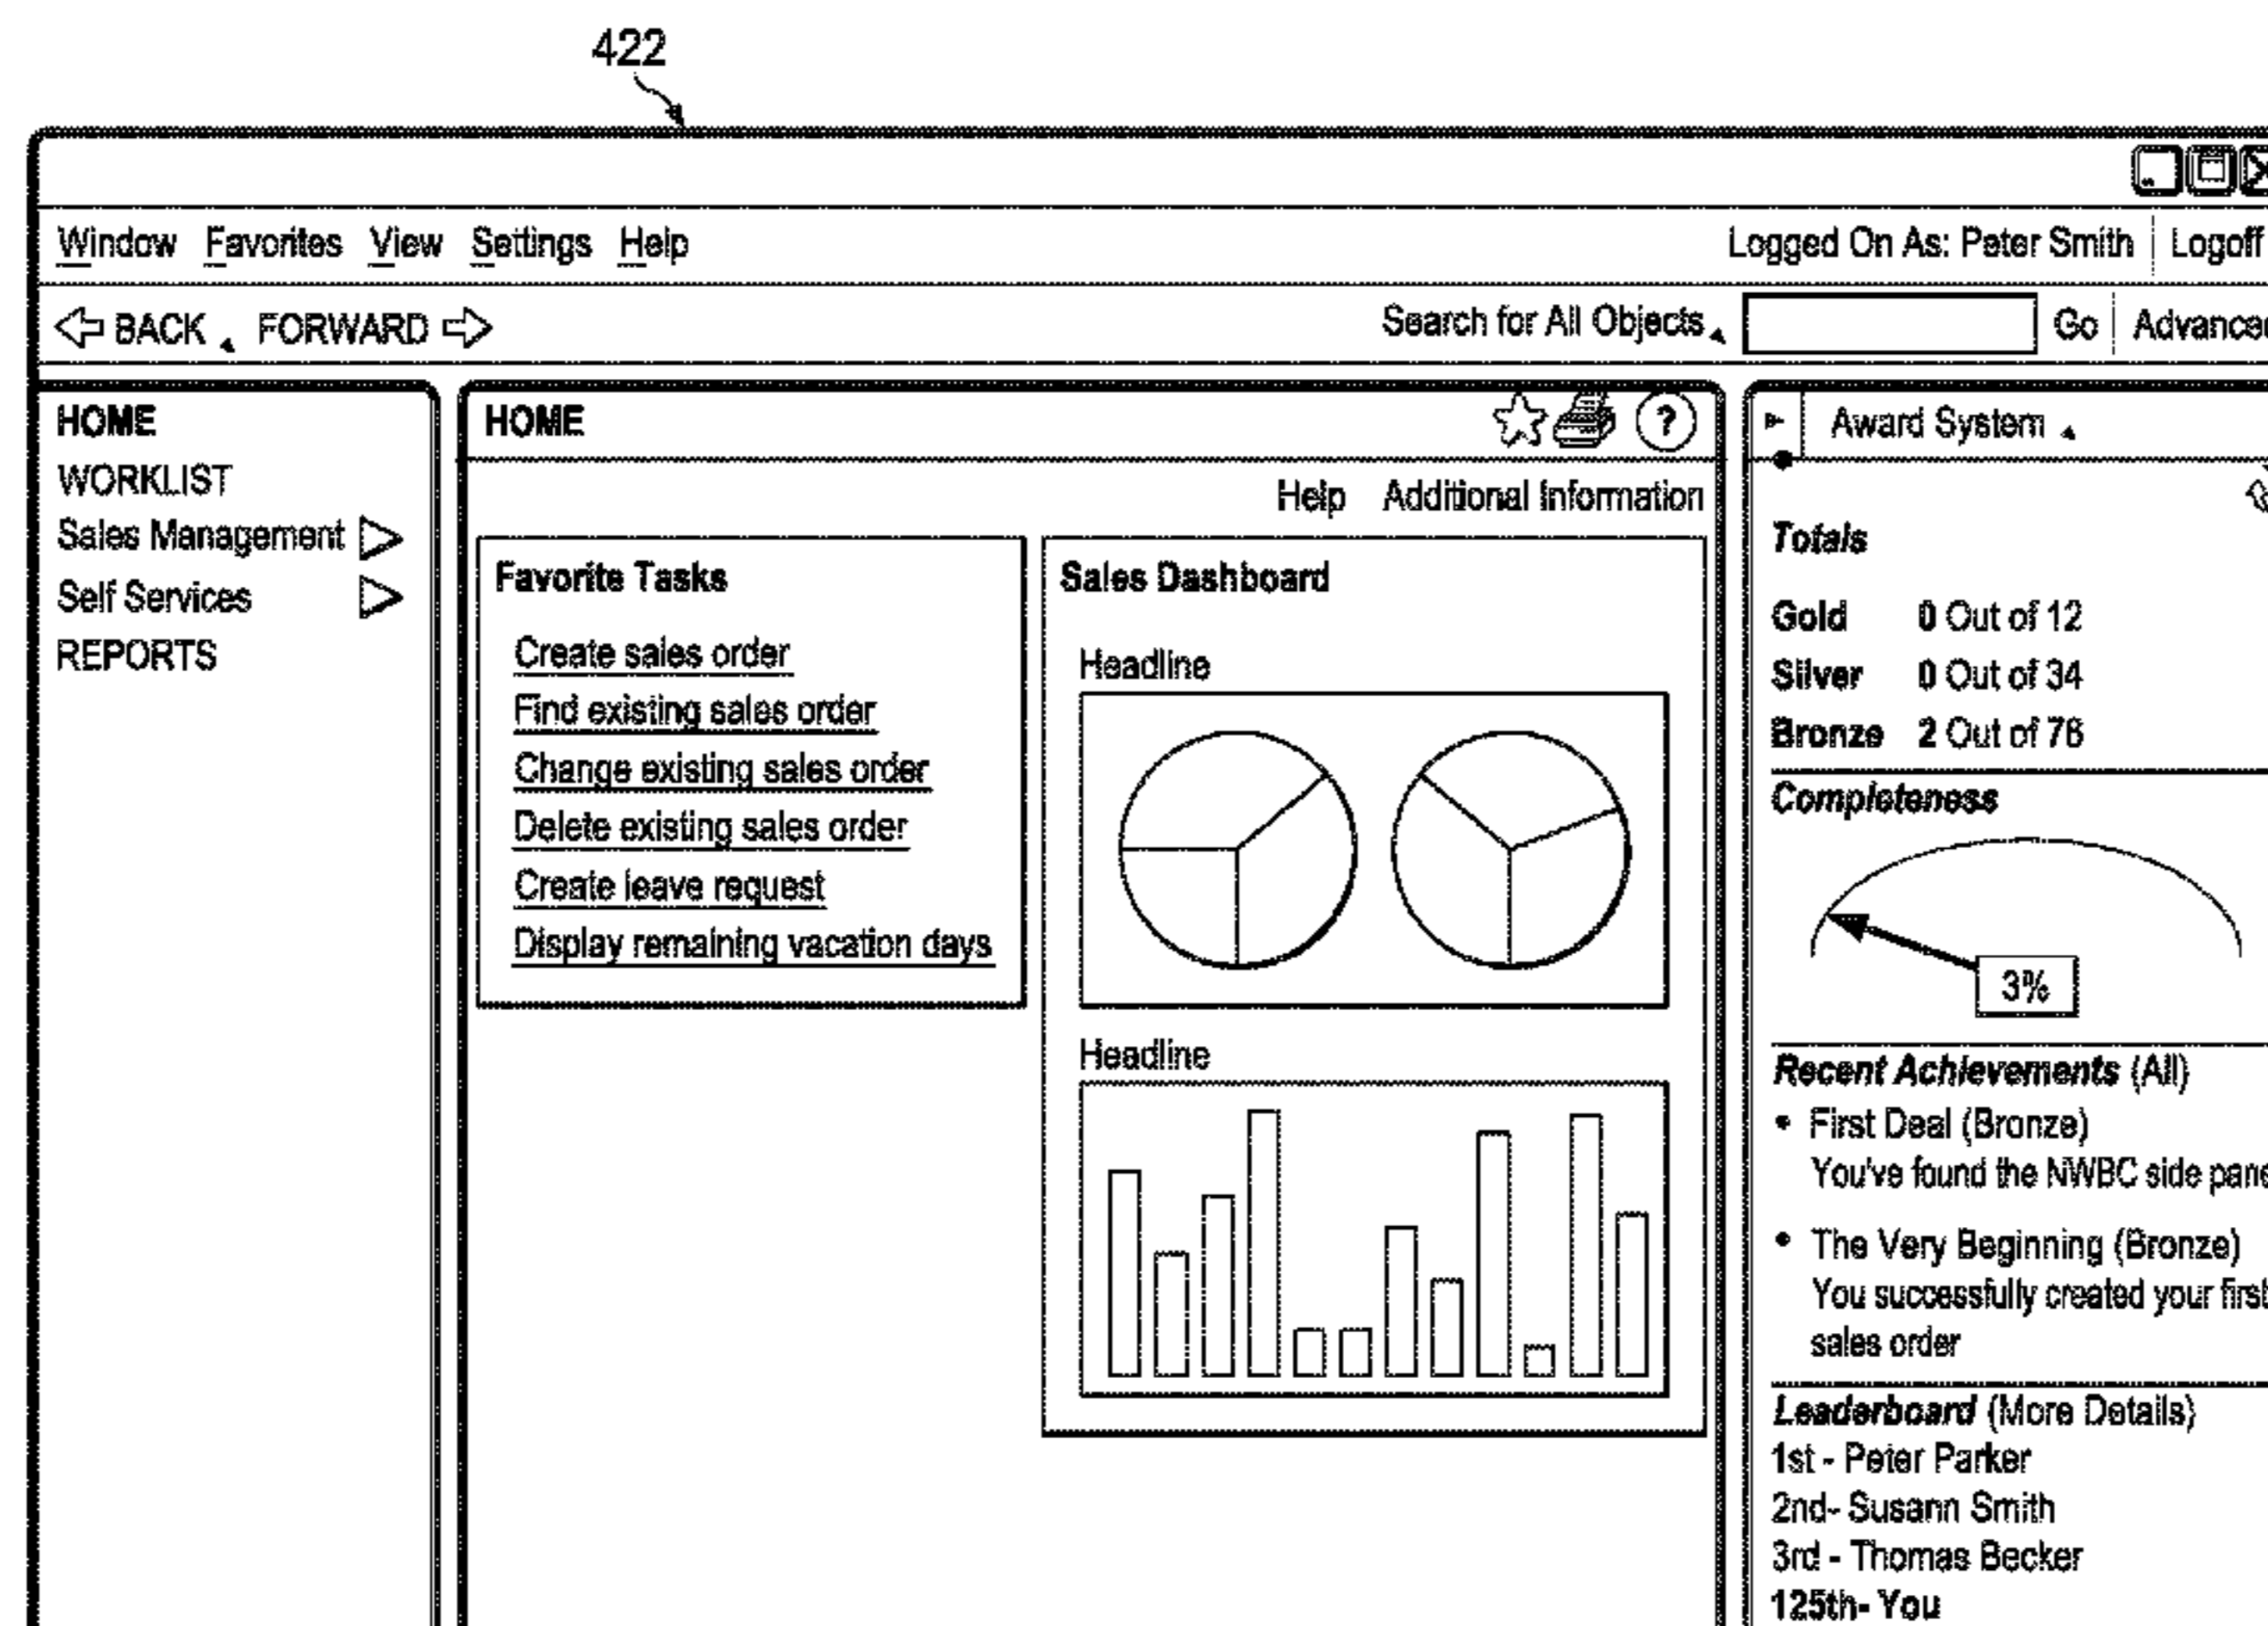 422
Window Favorites View Settings Help Logged On As: Peter Smith Logoff
BACK FORWARD Search for All Objects Go Advanced
HOME
WORKLIST
Sales Management
Self Services
REPORTS
HOME ?
Help Additional Information
Favorite Tasks
Create sales order
Find existing sales order
Change existing sales order
Delete existing sales order
Create leave request
Display remaining vacation days
Sales Dashboard
Headline
Headline
Award System
Totals
Gold 0 Out of 12
Silver 0 Out of 34
Bronze 2 Out of
Completeness
3%
Recent Achievements (All)
• First Deal (Bronze)
You've found the NWBC side pane
• The Very Beginning (Bronze)
You successfully created your first
sales order
Leaderboard (More Details)
1st - Peter Parker
2nd- Susann Smith
3rd - Thomas Becker
125th- You